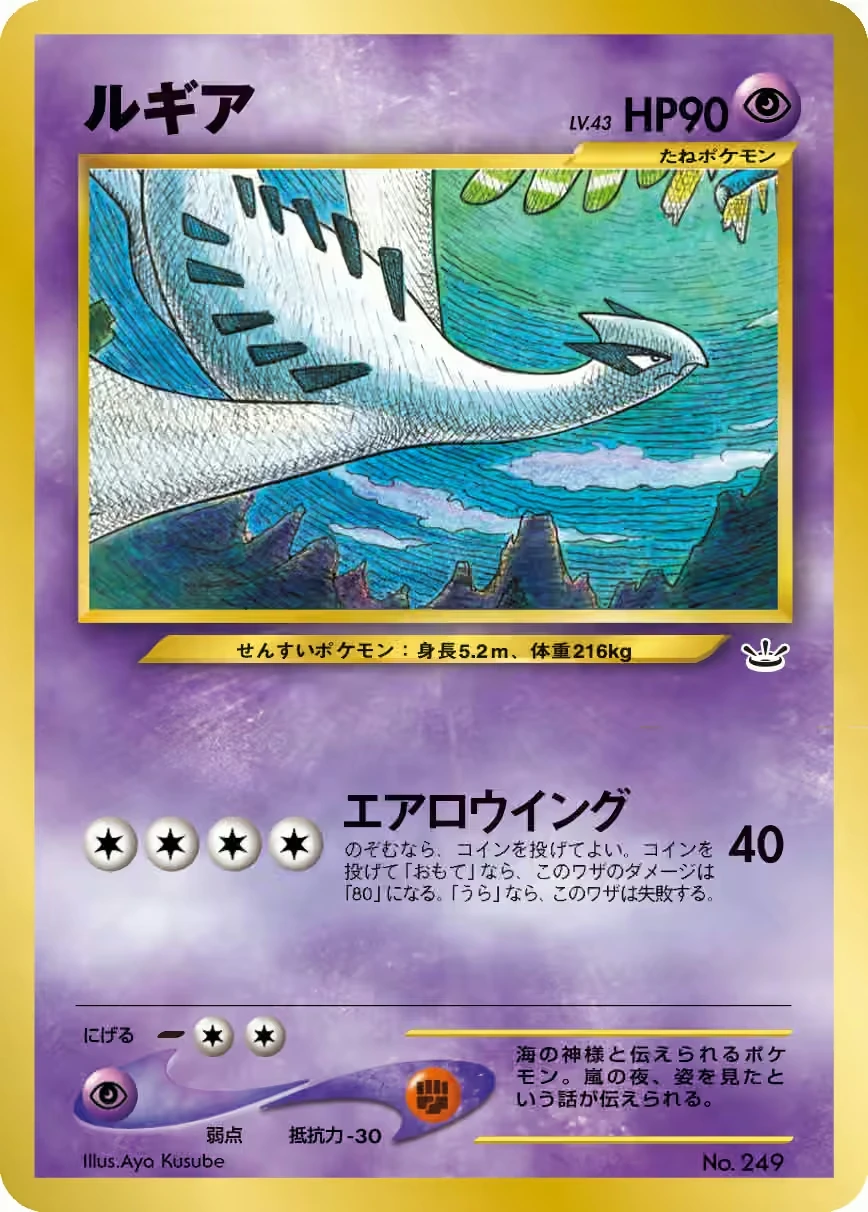 ルギア
LV.43 HP90
たねポケモン
せんすいポケモン：身長5.2m、体重216kg
エアロウイング
40
のぞむなら、コインを投げてよい。コインを
投げて「おもて」なら、このワザのダメージは
「80」になる。「うら」なら、このワザは失敗する。
にげる
弱点
抵抗力-30
海の神様と伝えられるポケ
モン。嵐の夜、姿を見たと
いう話が伝えられる。
Illus.Aya Kusube
No. 249